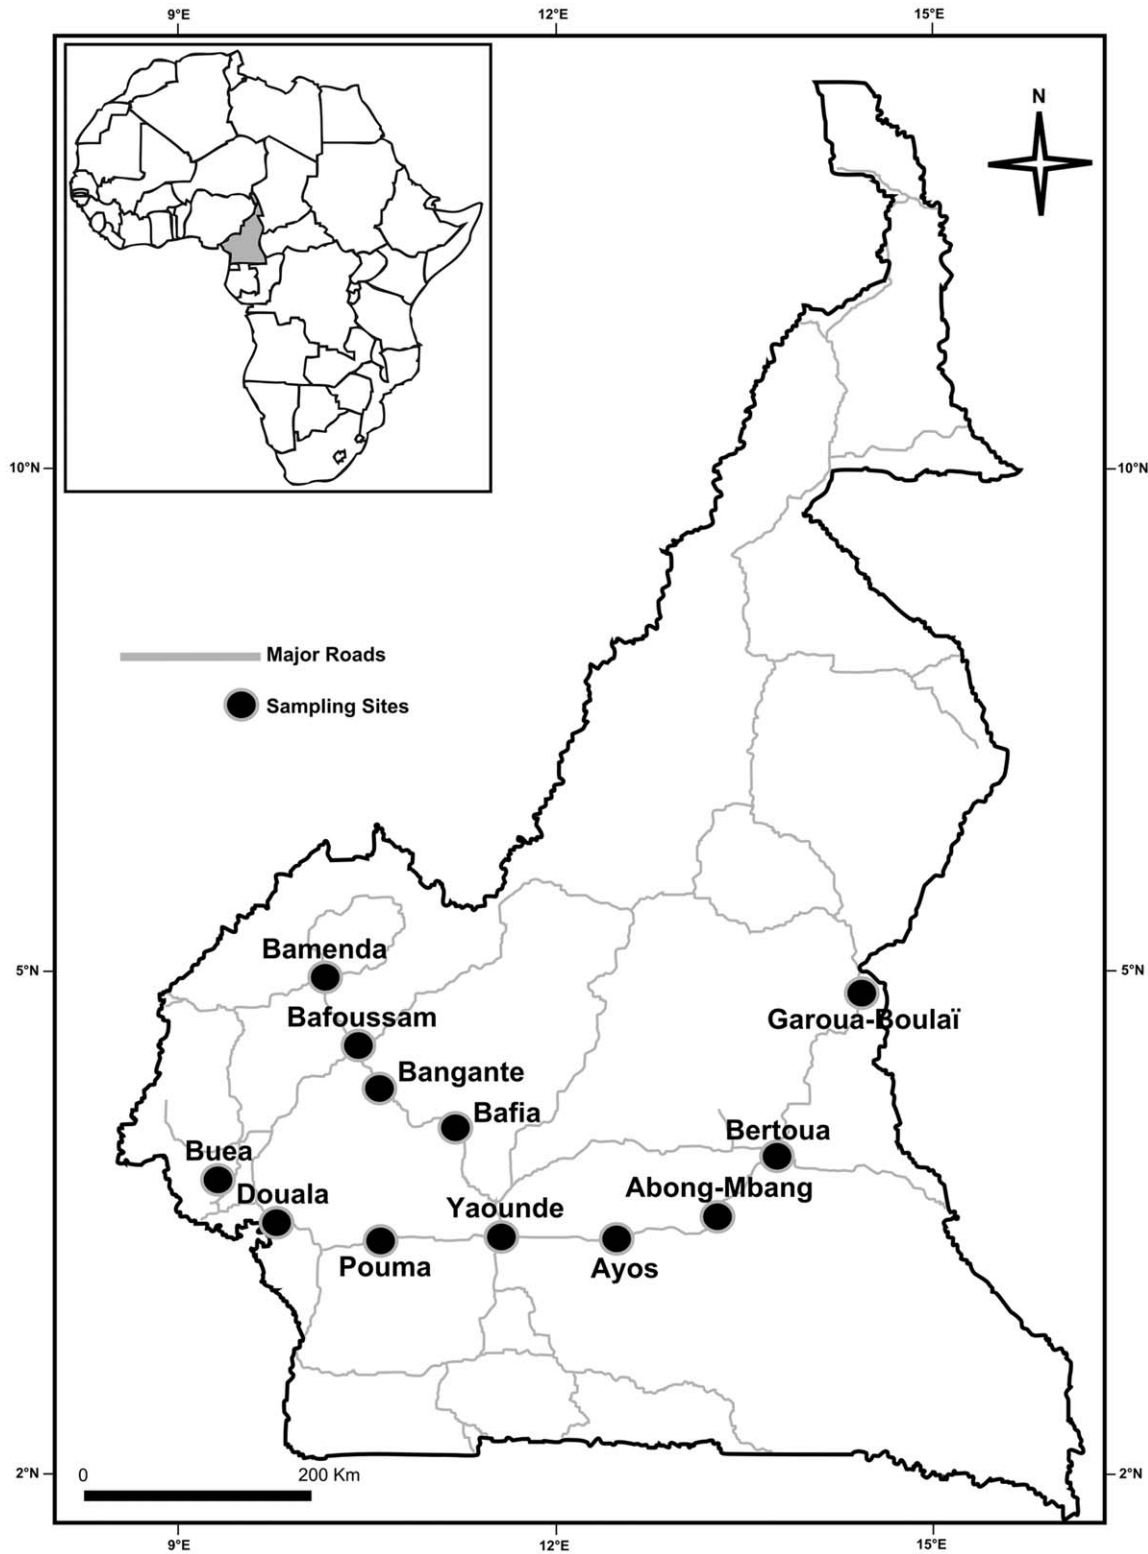 9°E
12°E
15°E
N
10°N
10°N
Major Roads
Sampling Sites
Bamenda
5°N
5°N
Bafoussam
Garoua-Boulaï
Bangante
Bafia
Bertoua
Buea
Abong-Mbang
Douala
Yaounde
Pouma
Ayos
2°N
0
200 Km
2°N
9°E
12°E
15°E